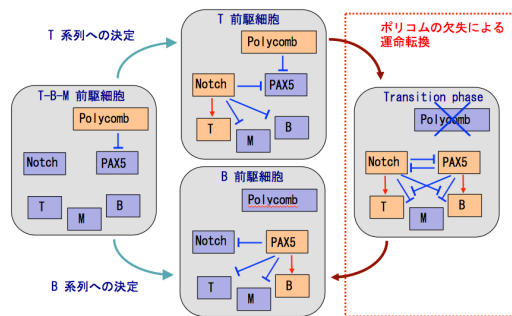 T 系列への決定
T 前駆細胞
Polycomb
Notch
PAX5
T
M
B
ポリコムの欠失による
運命転換
T-B-M 前駆細胞
Polycomb
Notch
PAX5
T
M
B
Transition phase
Polycomb
Notch
PAX5
T
M
B
B 前駆細胞
Polycomb
Notch
PAX5
T
M
B
B 系列への決定